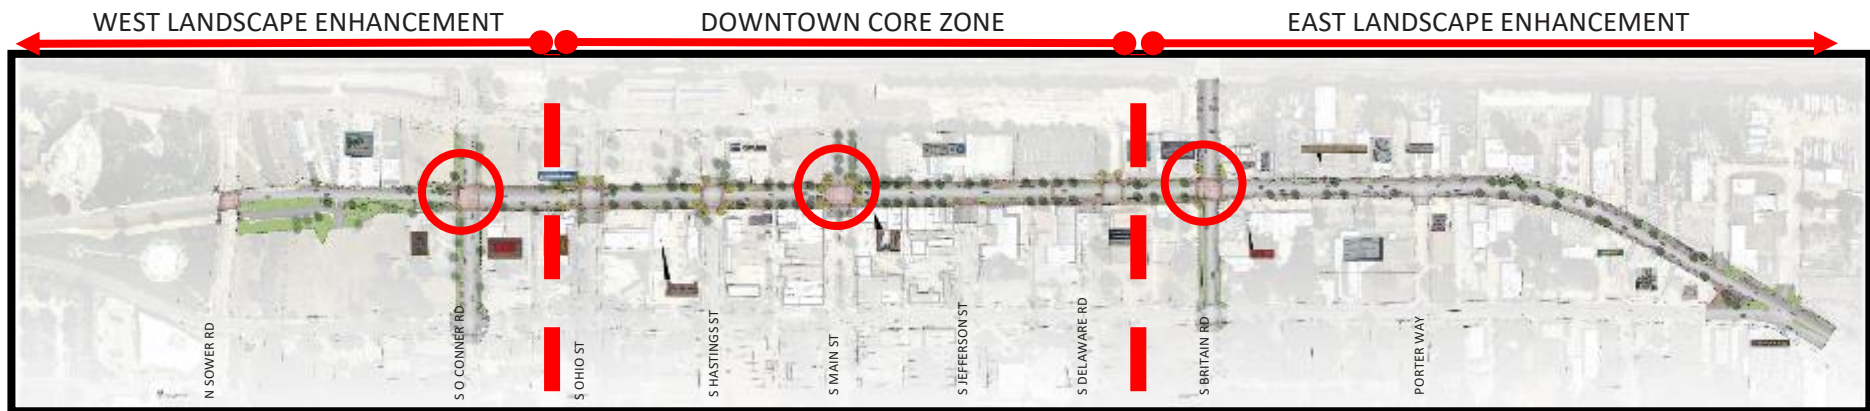 WEST LANDSCAPE ENHANCEMENT
DOWNTOWN CORE ZONE
EAST LANDSCAPE ENHANCEMENT
N SOWER RD
S O CONNER RD
S OHIO ST
S HASTINGS ST
S MAIN ST
S JEFFERSON ST
S DELAWARE RD
S BRITAIN RD
PORTER WAY